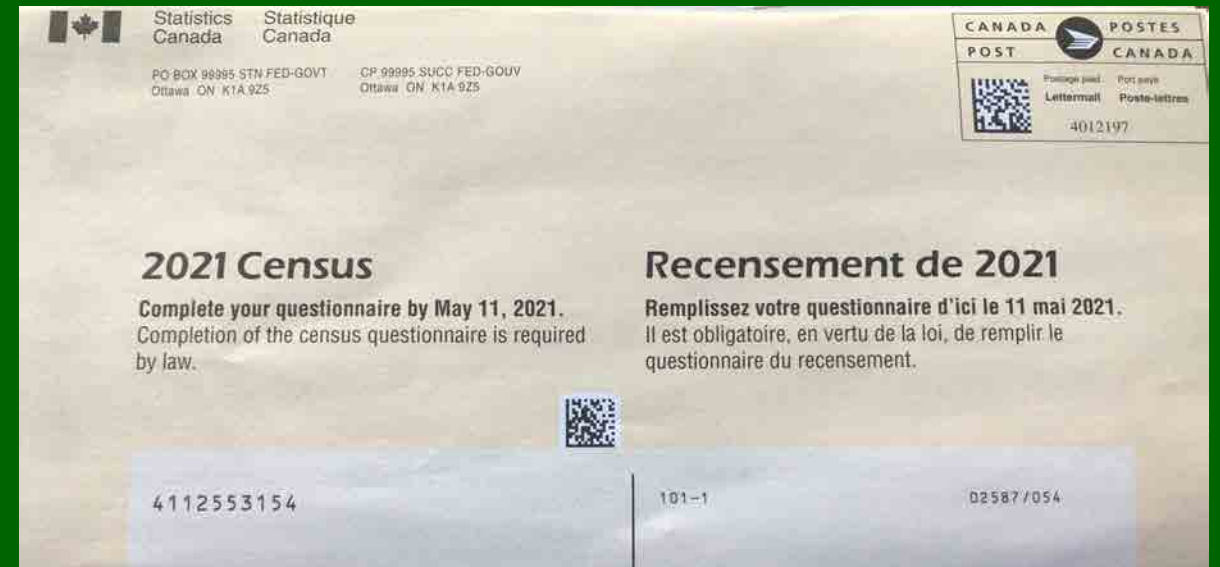 Statistics Canada
Statistique Canada
PO BOX 99995 STN FED-GOVT
Ottawa ON K1A 9Z5
CP 99995 SUCC FED-GOUV
Ottawa ON K1A 9Z5
CANADA POSTES
POST CANADA
Postage paid Port payé
Lettermail Poste-lettres
4012197
2021 Census
Complete your questionnaire by May 11, 2021.
Completion of the census questionnaire is required
by law.
Recensement de 2021
Remplissez votre questionnaire d'ici le 11 mai 2021.
Il est obligatoire, en vertu de la loi, de remplir le
questionnaire du recensement.
4112553154
101-1
02587/054